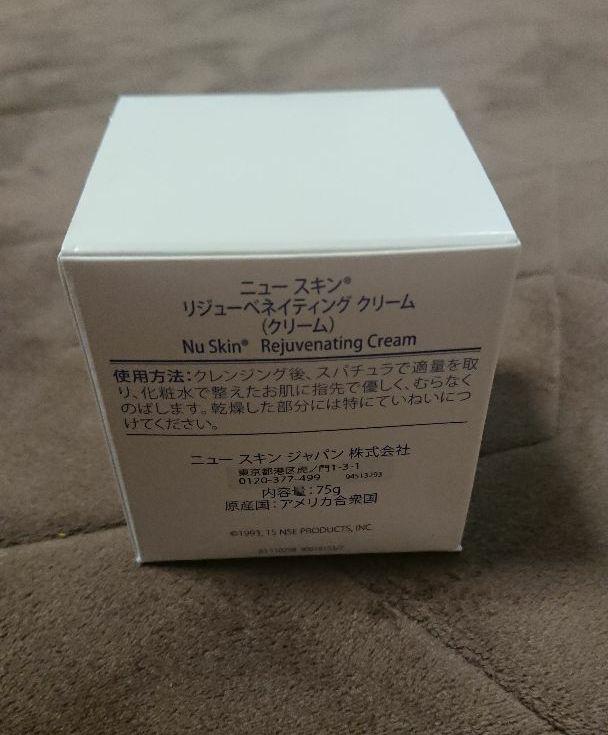 ニュー スキン®
リジューベネイティング クリーム
(クリーム)
Nu Skin® Rejuvenating Cream
使用方法:クレンジング後、スパチュラで適量を取
り、化粧水で整えたお肌に指先で優しく、むらなく
のばします。乾燥した部分には特にていねいにつ
けてください。
ニュー スキン ジャパン 株式会社
東京都港区虎ノ門1-3-1
0120-377-499 94513293
内容量:75g
原産国:アメリカ合衆国
©1993, 15 NSE PRODUCTS, INC.